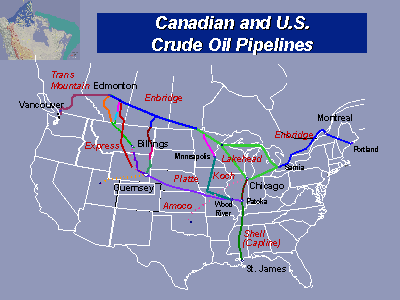 Canadian and U.S.
Crude Oil Pipelines
Trans
Mountain
Edmonton
Vancouver
Enbridge
Montreal
Enbridge
Portland
Express
Billings
Minneapolis
Lakehead
Sarnia
Guernsey
Platte
Koch
Chicago
Amoco
Wood
River
Patoka
Shell
(Capline)
St. James